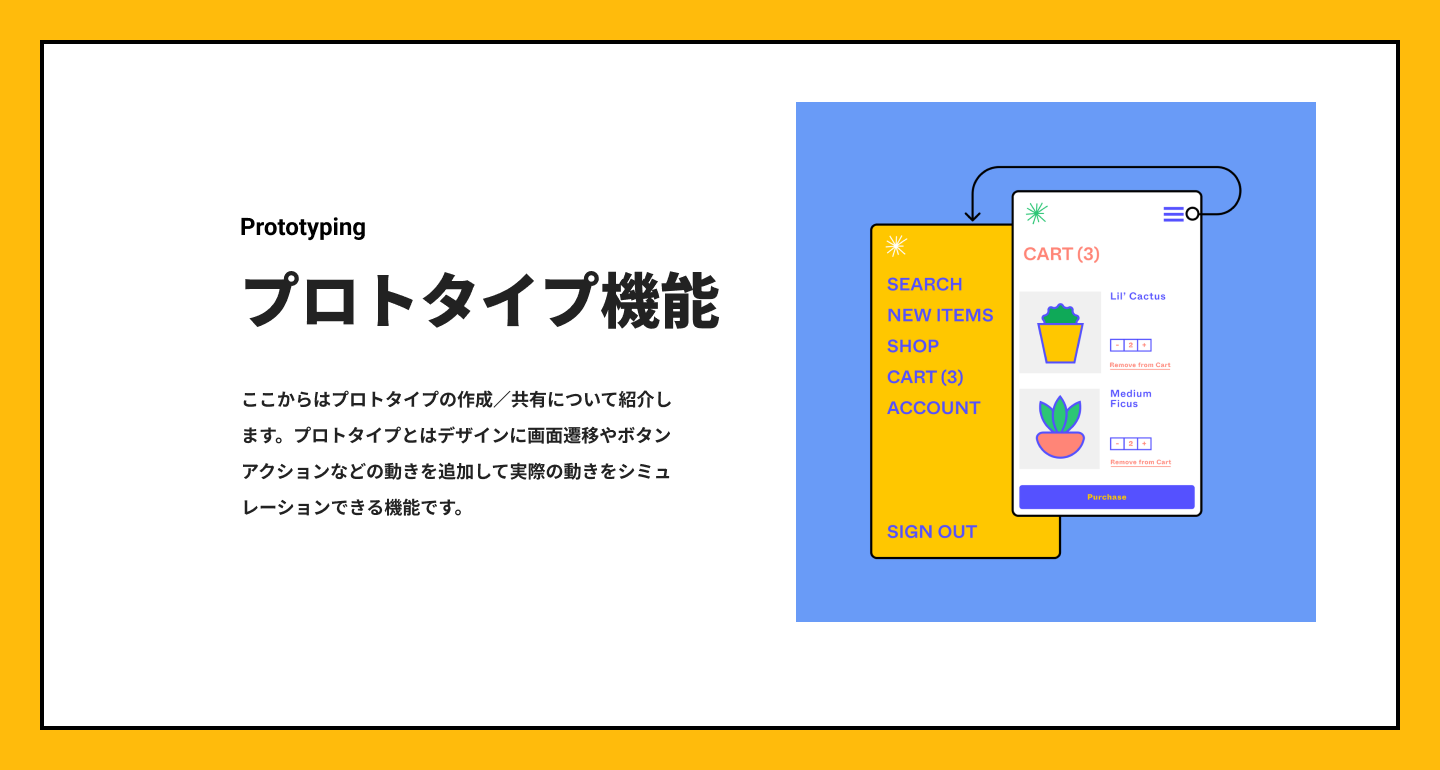 Prototyping
プロトタイプ機能
ここからはプロトタイプの作成／共有について紹介し
ます。プロトタイプとはデザインに画面遷移やボタン
アクションなどの動きを追加して実際の動きをシミュ
レーションできる機能です。
SEARCH
NEW ITEMS
SHOP
CART (3)
ACCOUNT
SIGN OUT
CART (3)
Lil' Cactus
- 2 +
Remove from Cart
Medium
Ficus
- 2 +
Remove from Cart
Purchase